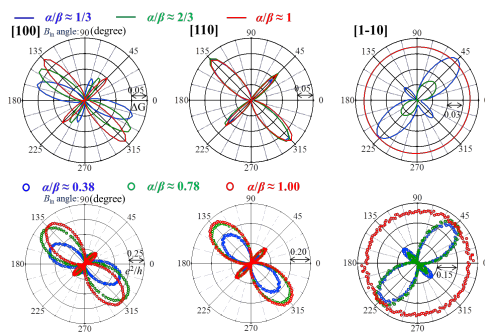 α/β ≈ 1/3 α/β ≈ 2/3 α/β ≈ 1
[100] [110] [1-10]
B_in angle: 90 (degree) 90 90
135 45 135 45 135 45
0.05 0.05 0.03
180 0 180 0 180 0
ΔG
225 315 225 315 225 315
270 270 270
α/β ≈ 0.38 α/β ≈ 0.78 α/β ≈ 1.00
B_in angle: 90 (degree) 90 90
135 45 135 45 135 45
0.25 0.20 0.15
180 0 180 0 180 0
e²/h
225 315 225 315 225 315
270 270 270